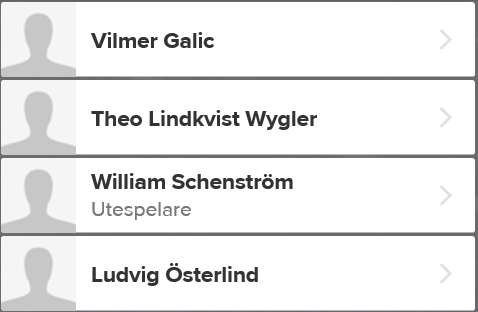 Vilmer Galic
Theo Lindkvist Wygler
William Schenström
Utespelare
Ludvig Österlind